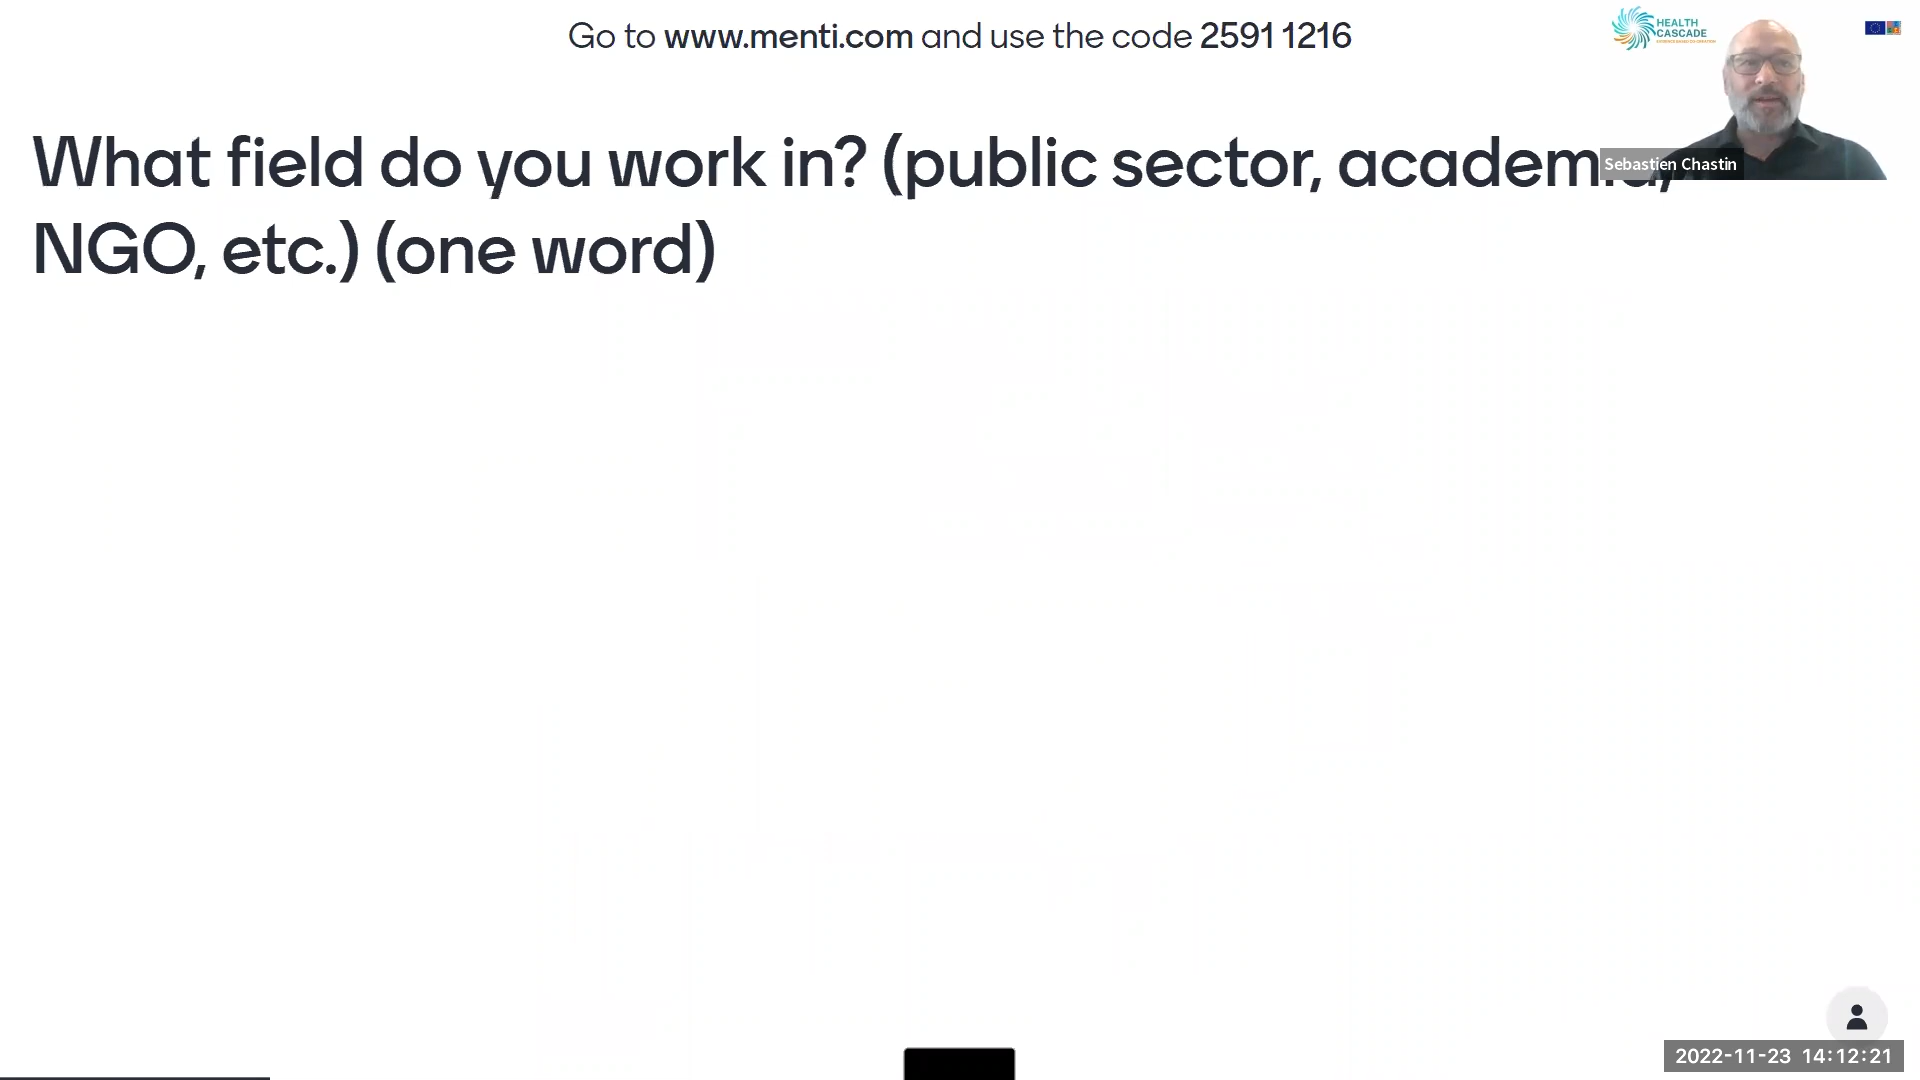 Go to www.menti.com and use the code 2591 1216
HEALTH
CASCADE
What field do you work in? (public sector, academia,
Sebastien Chastin
NGO, etc.) (one word)
2022-11-23 14:12:21